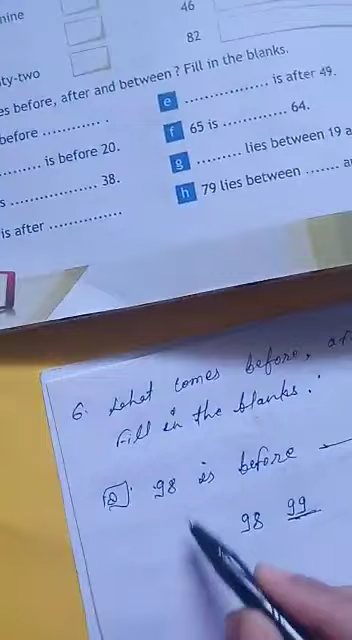 nine
46
82
ty-two
es before, after and between ? Fill in the blanks.
before ............ .
e ................ is after 49.
......... is before 20.
f 65 is ............ 64.
s ................ 38.
g ......... lies between 19 a
is after .............
h 79 lies between ....... a
6. What comes before, a
Fill in the blanks.
a. 98 is before —
98 99